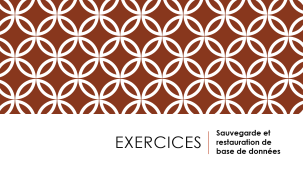 EXERCICES
Sauvegarde et
restauration de
base de données